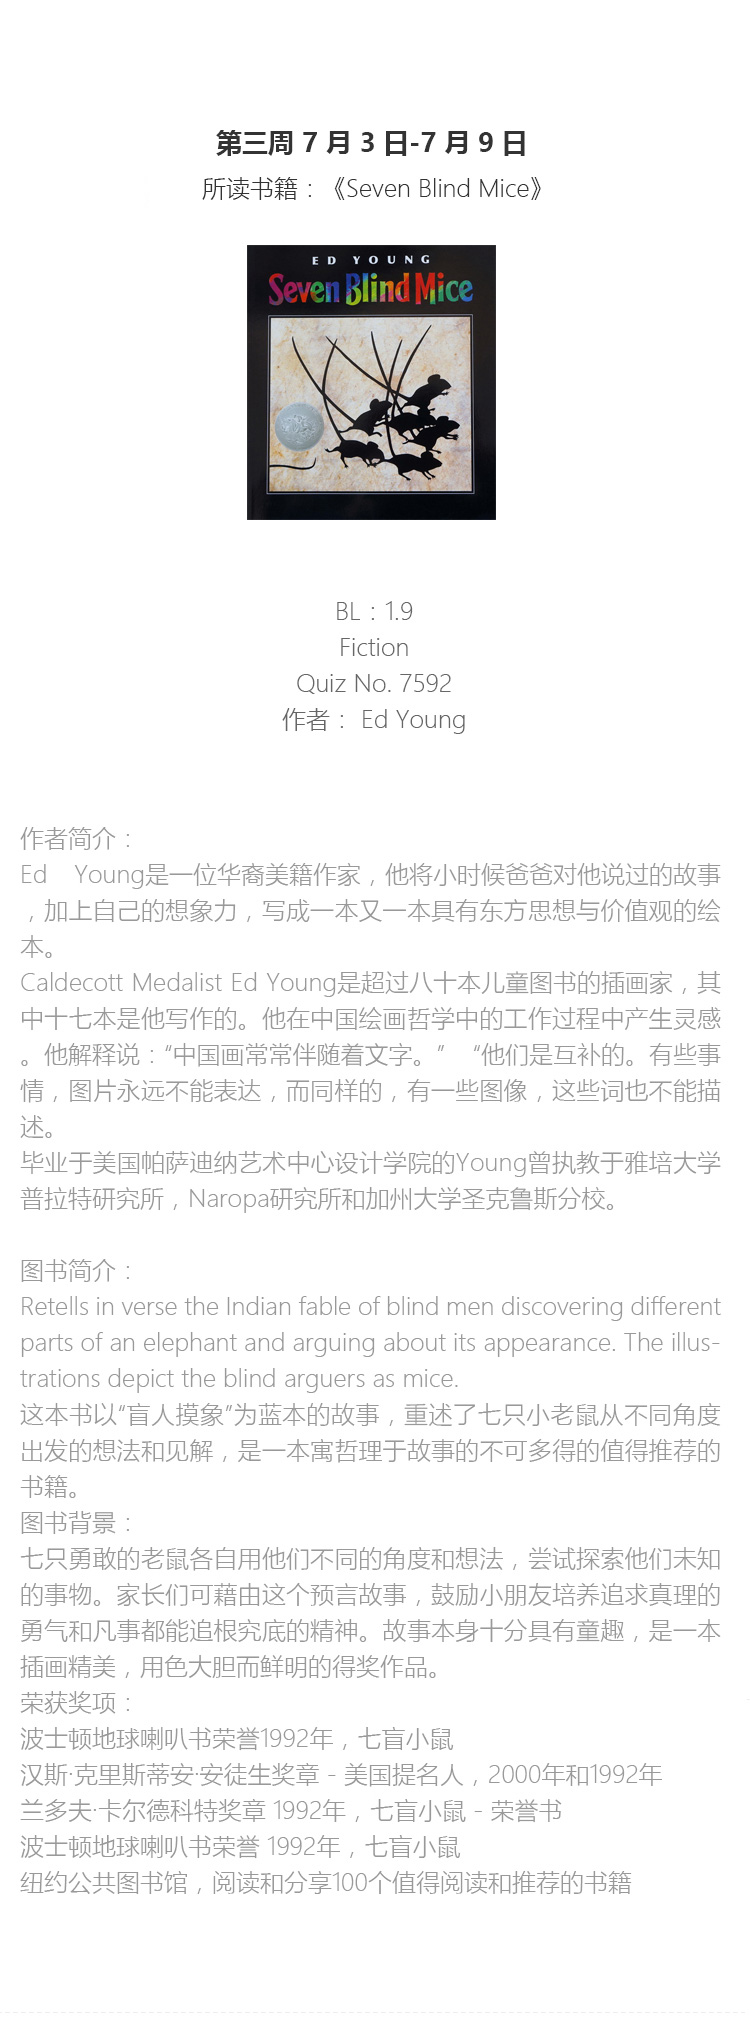 第三周 7 月 3 日-7 月 9 日
所读书籍：《Seven Blind Mice》
ED YOUNG
Seven Blind Mice
BL：1.9
Fiction
Quiz No. 7592
作者： Ed Young
作者简介：
Ed Young是一位华裔美籍作家，他将小时候爸爸对他说过的故事
，加上自己的想象力，写成一本又一本具有东方思想与价值观的绘
本。
Caldecott Medalist Ed Young是超过八十本儿童图书的插画家，其
中十七本是他写作的。他在中国绘画哲学中的工作过程中产生灵感
。他解释说：“中国画常常伴随着文字。” “他们是互补的。有些事
情，图片永远不能表达，而同样的，有一些图像，这些词也不能描
述。
毕业于美国帕萨迪纳艺术中心设计学院的Young曾执教于雅培大学
普拉特研究所，Naropa研究所和加州大学圣克鲁斯分校。
图书简介：
Retells in verse the Indian fable of blind men discovering different
parts of an elephant and arguing about its appearance. The illus-
trations depict the blind arguers as mice.
这本书以“盲人摸象”为蓝本的故事，重述了七只小老鼠从不同角度
出发的想法和见解，是一本寓哲理于故事的不可多得的值得推荐的
书籍。
图书背景：
七只勇敢的老鼠各自用他们不同的角度和想法，尝试探索他们未知
的事物。家长们可藉由这个预言故事，鼓励小朋友培养追求真理的
勇气和凡事都能追根究底的精神。故事本身十分具有童趣，是一本
插画精美，用色大胆而鲜明的得奖作品。
荣获奖项：
波士顿地球喇叭书荣誉1992年，七盲小鼠
汉斯·克里斯蒂安·安徒生奖章 - 美国提名人，2000年和1992年
兰多夫·卡尔德科特奖章 1992年，七盲小鼠 - 荣誉书
波士顿地球喇叭书荣誉 1992年，七盲小鼠
纽约公共图书馆，阅读和分享100个值得阅读和推荐的书籍